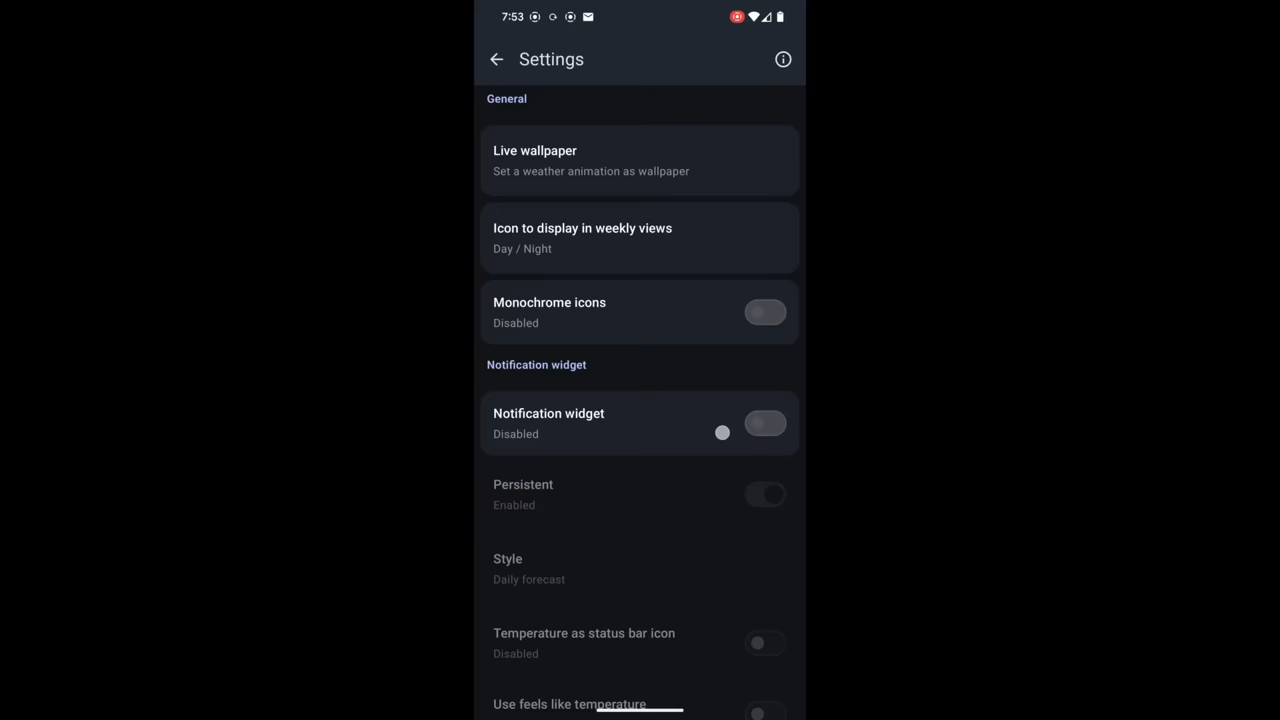 7:53
Settings
General
Live wallpaper
Set a weather animation as wallpaper
Icon to display in weekly views
Day / Night
Monochrome icons
Disabled
Notification widget
Notification widget
Disabled
Persistent
Enabled
Style
Daily forecast
Temperature as status bar icon
Disabled
Use feels like temperature